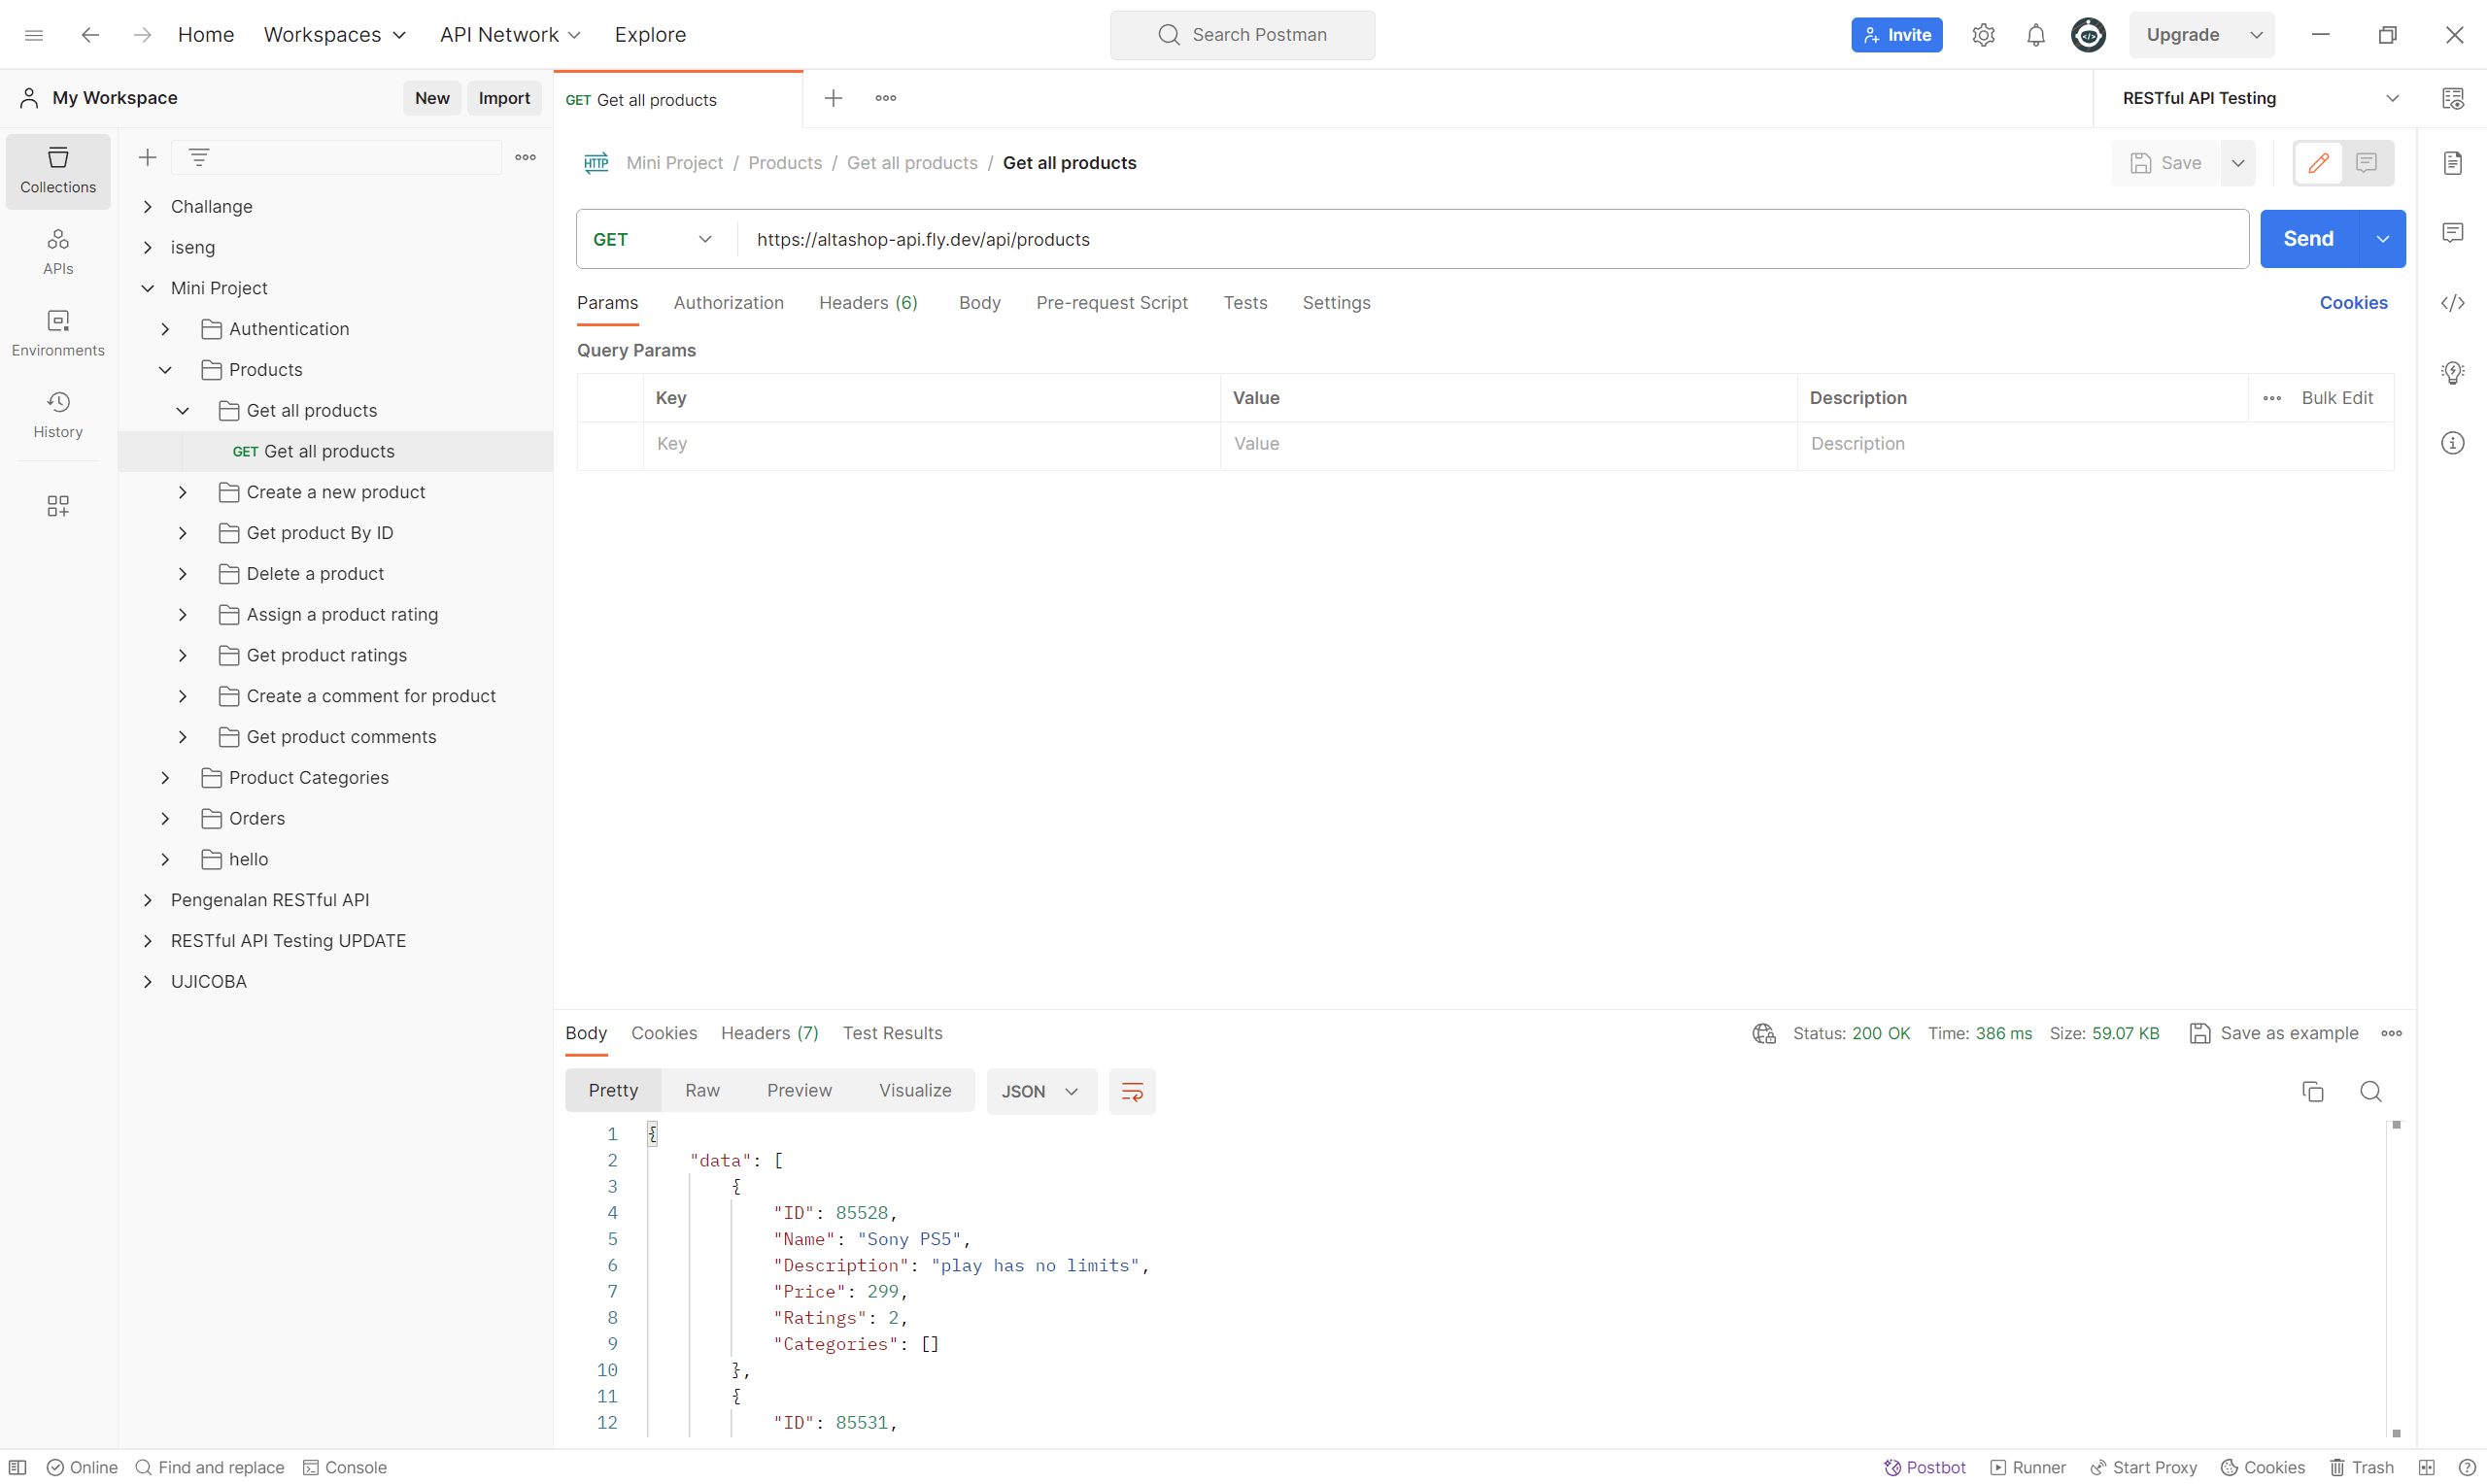 Home Workspaces API Network Explore Search Postman Invite Upgrade
My Workspace New Import GET Get all products RESTful API Testing
Collections
APIs
Environments
History
Challange
iseng
Mini Project
Authentication
Products
Get all products
GET Get all products
Create a new product
Get product By ID
Delete a product
Assign a product rating
Get product ratings
Create a comment for product
Get product comments
Product Categories
Orders
hello
Pengenalan RESTful API
RESTful API Testing UPDATE
UJICOBA
HTTP Mini Project / Products / Get all products / Get all products Save
GET https://altashop-api.fly.dev/api/products Send
Params Authorization Headers (6) Body Pre-request Script Tests Settings Cookies
Query Params
Key Value Description Bulk Edit
Key Value Description
Body Cookies Headers (7) Test Results Status: 200 OK Time: 386 ms Size: 59.07 KB Save as example
Pretty Raw Preview Visualize JSON
1 {
2 "data": [
3 {
4 "ID": 85528,
5 "Name": "Sony PS5",
6 "Description": "play has no limits",
7 "Price": 299,
8 "Ratings": 2,
9 "Categories": []
10 },
11 {
12 "ID": 85531,
Online Find and replace Console Postbot Runner Start Proxy Cookies Trash